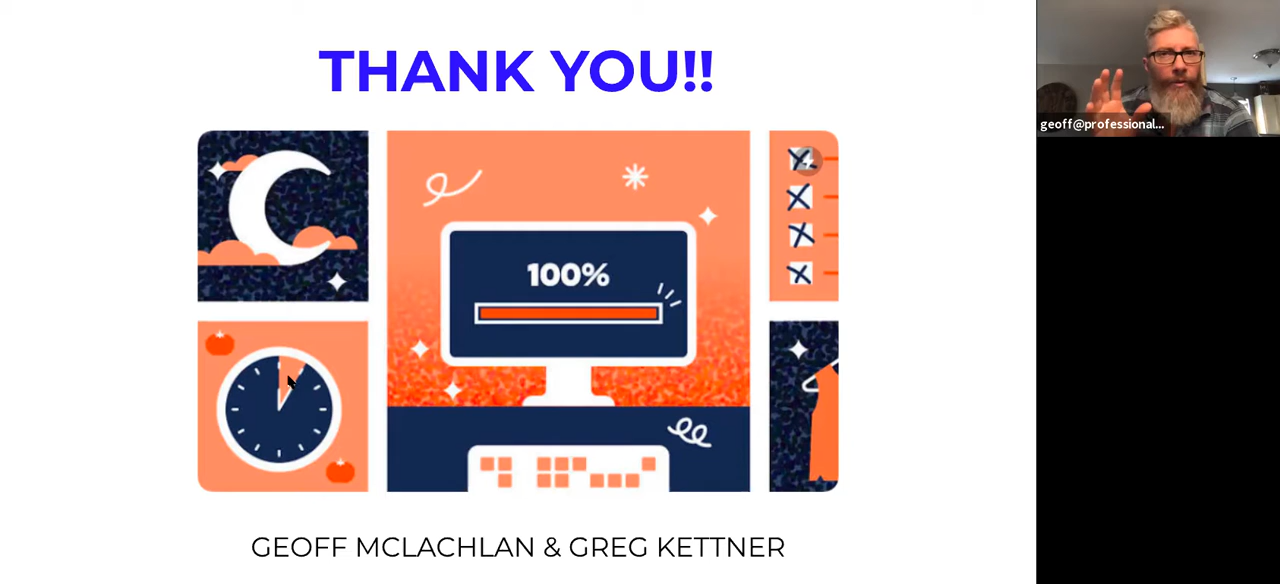 THANK YOU!!
geoff@professional...
100%
GEOFF MCLACHLAN & GREG KETTNER